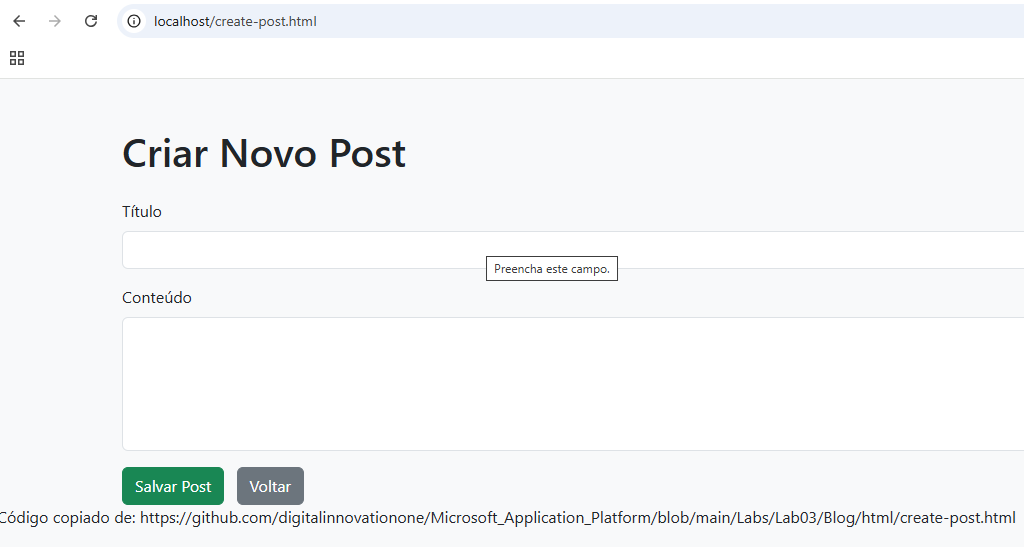 localhost/create-post.html
Criar Novo Post
Título
Preencha este campo.
Conteúdo
Salvar Post
Voltar
Código copiado de: https://github.com/digitalinnovationone/Microsoft_Application_Platform/blob/main/Labs/Lab03/Blog/html/create-post.html